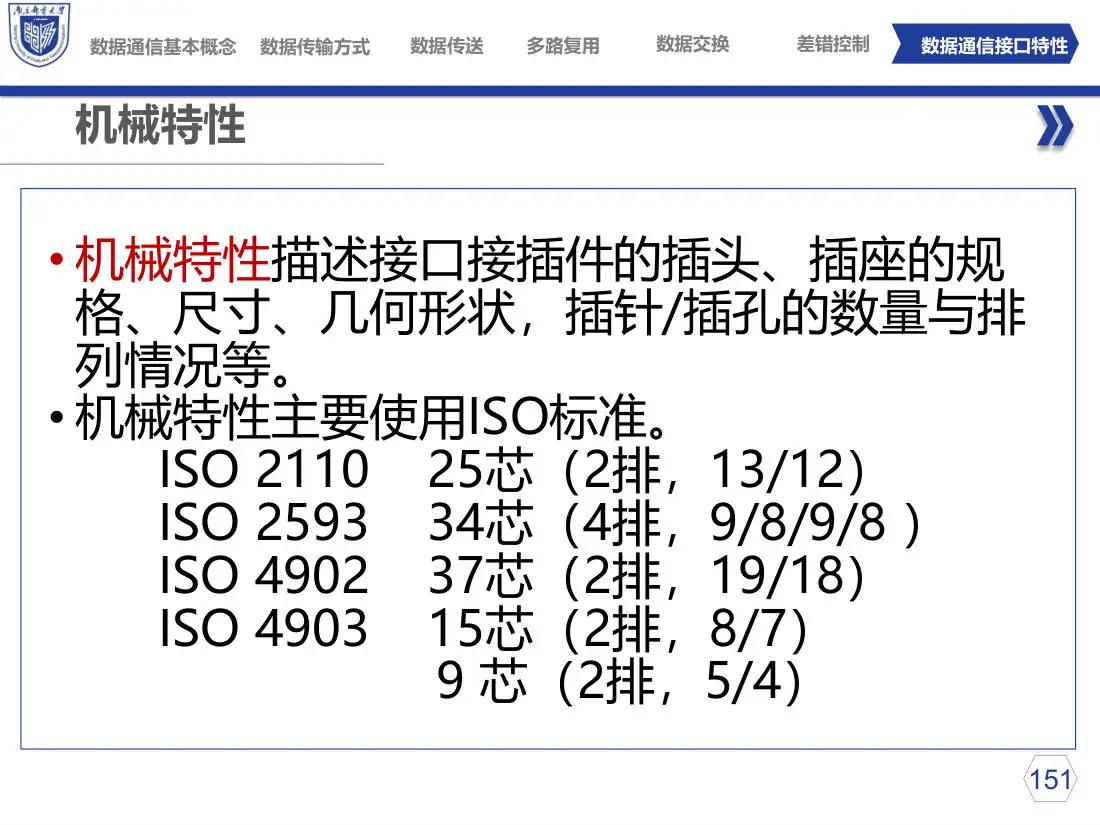 南京邮电大学
数据通信基本概念 数据传输方式 数据传送 多路复用 数据交换 差错控制 数据通信接口特性
机械特性
•机械特性描述接口接插件的插头、插座的规
格、尺寸、几何形状，插针/插孔的数量与排
列情况等。
•机械特性主要使用ISO标准。
ISO 2110 25芯（2排，13/12）
ISO 2593 34芯（4排，9/8/9/8 ）
ISO 4902 37芯（2排，19/18）
ISO 4903 15芯（2排，8/7）
9 芯（2排，5/4）
151